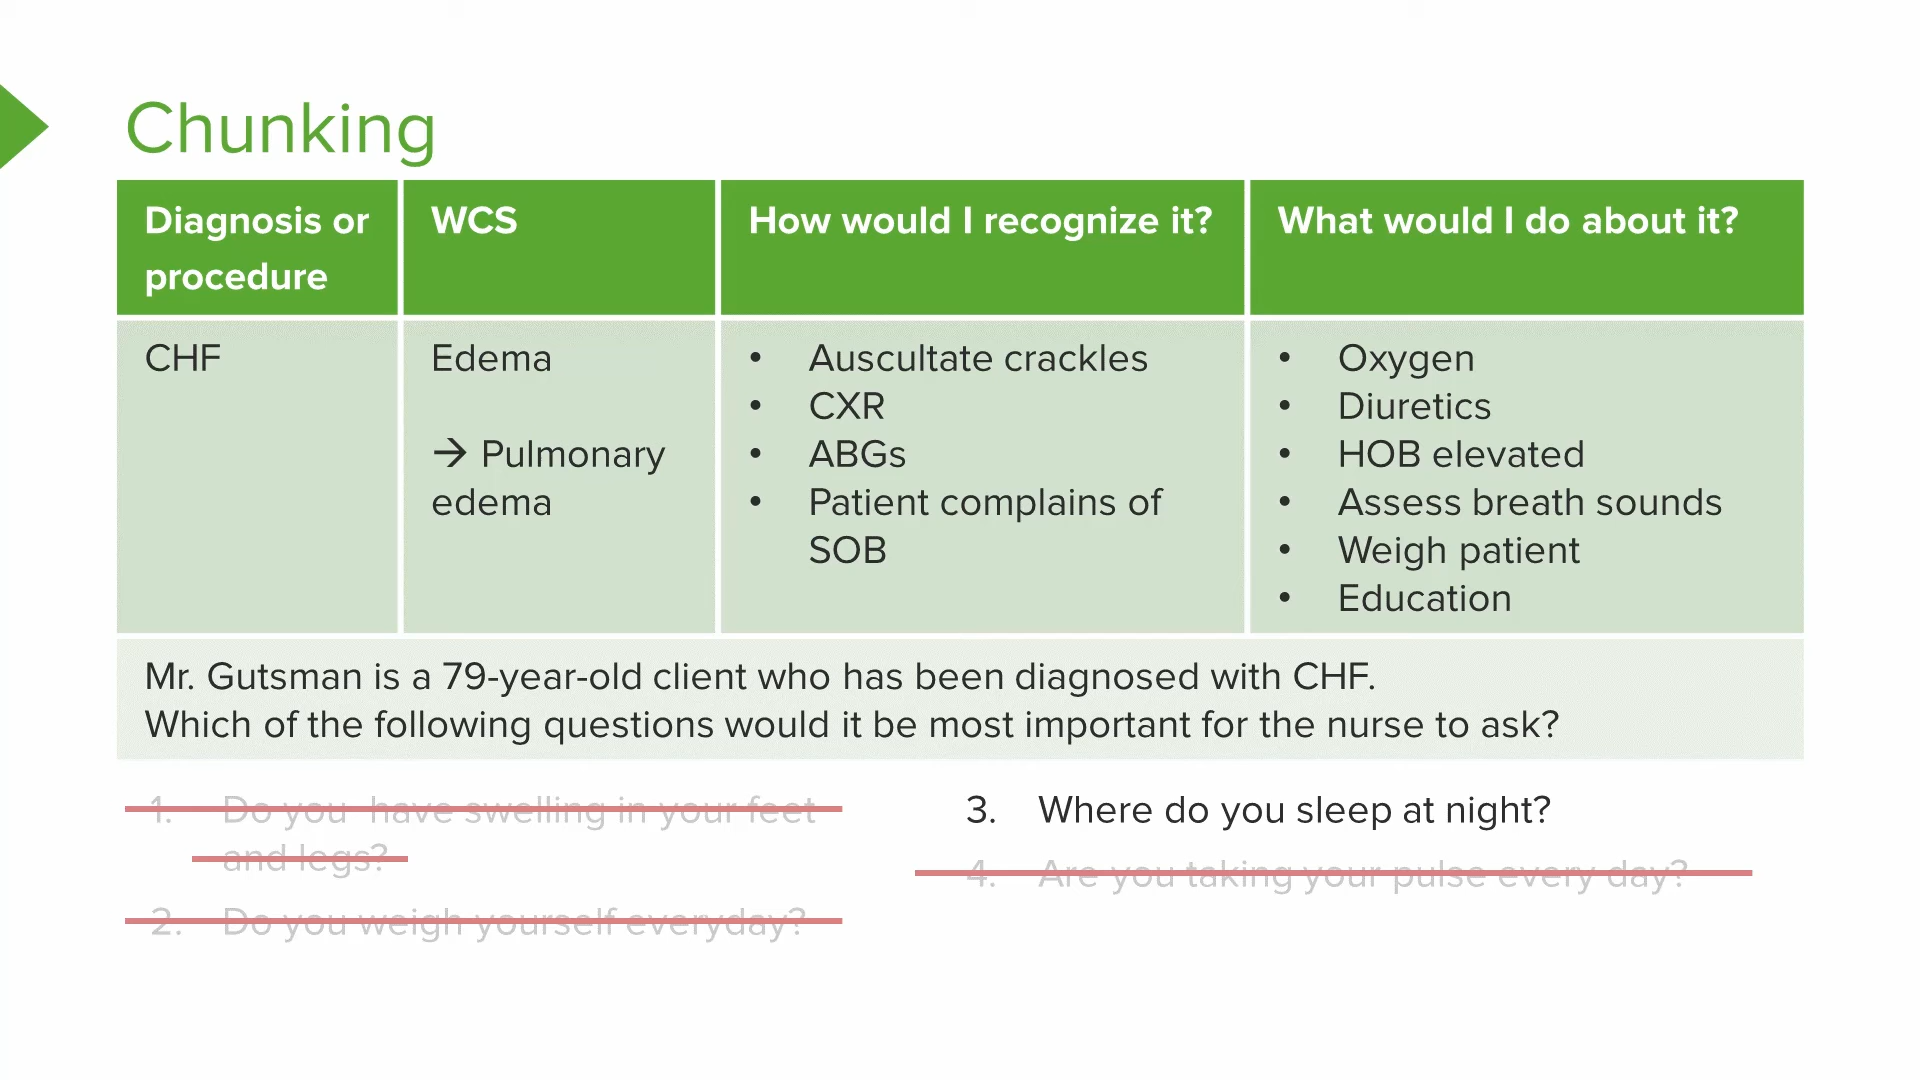 Chunking
Diagnosis or
procedure
WCS
How would I recognize it?
What would I do about it?
CHF
Edema
→ Pulmonary
edema
• Auscultate crackles
• CXR
• ABGs
• Patient complains of
SOB
• Oxygen
• Diuretics
• HOB elevated
• Assess breath sounds
• Weigh patient
• Education
Mr. Gutsman is a 79-year-old client who has been diagnosed with CHF.
Which of the following questions would it be most important for the nurse to ask?
1. Do you have swelling in your feet
and legs?
2. Do you weigh yourself everyday?
3. Where do you sleep at night?
4. Are you taking your pulse every day?